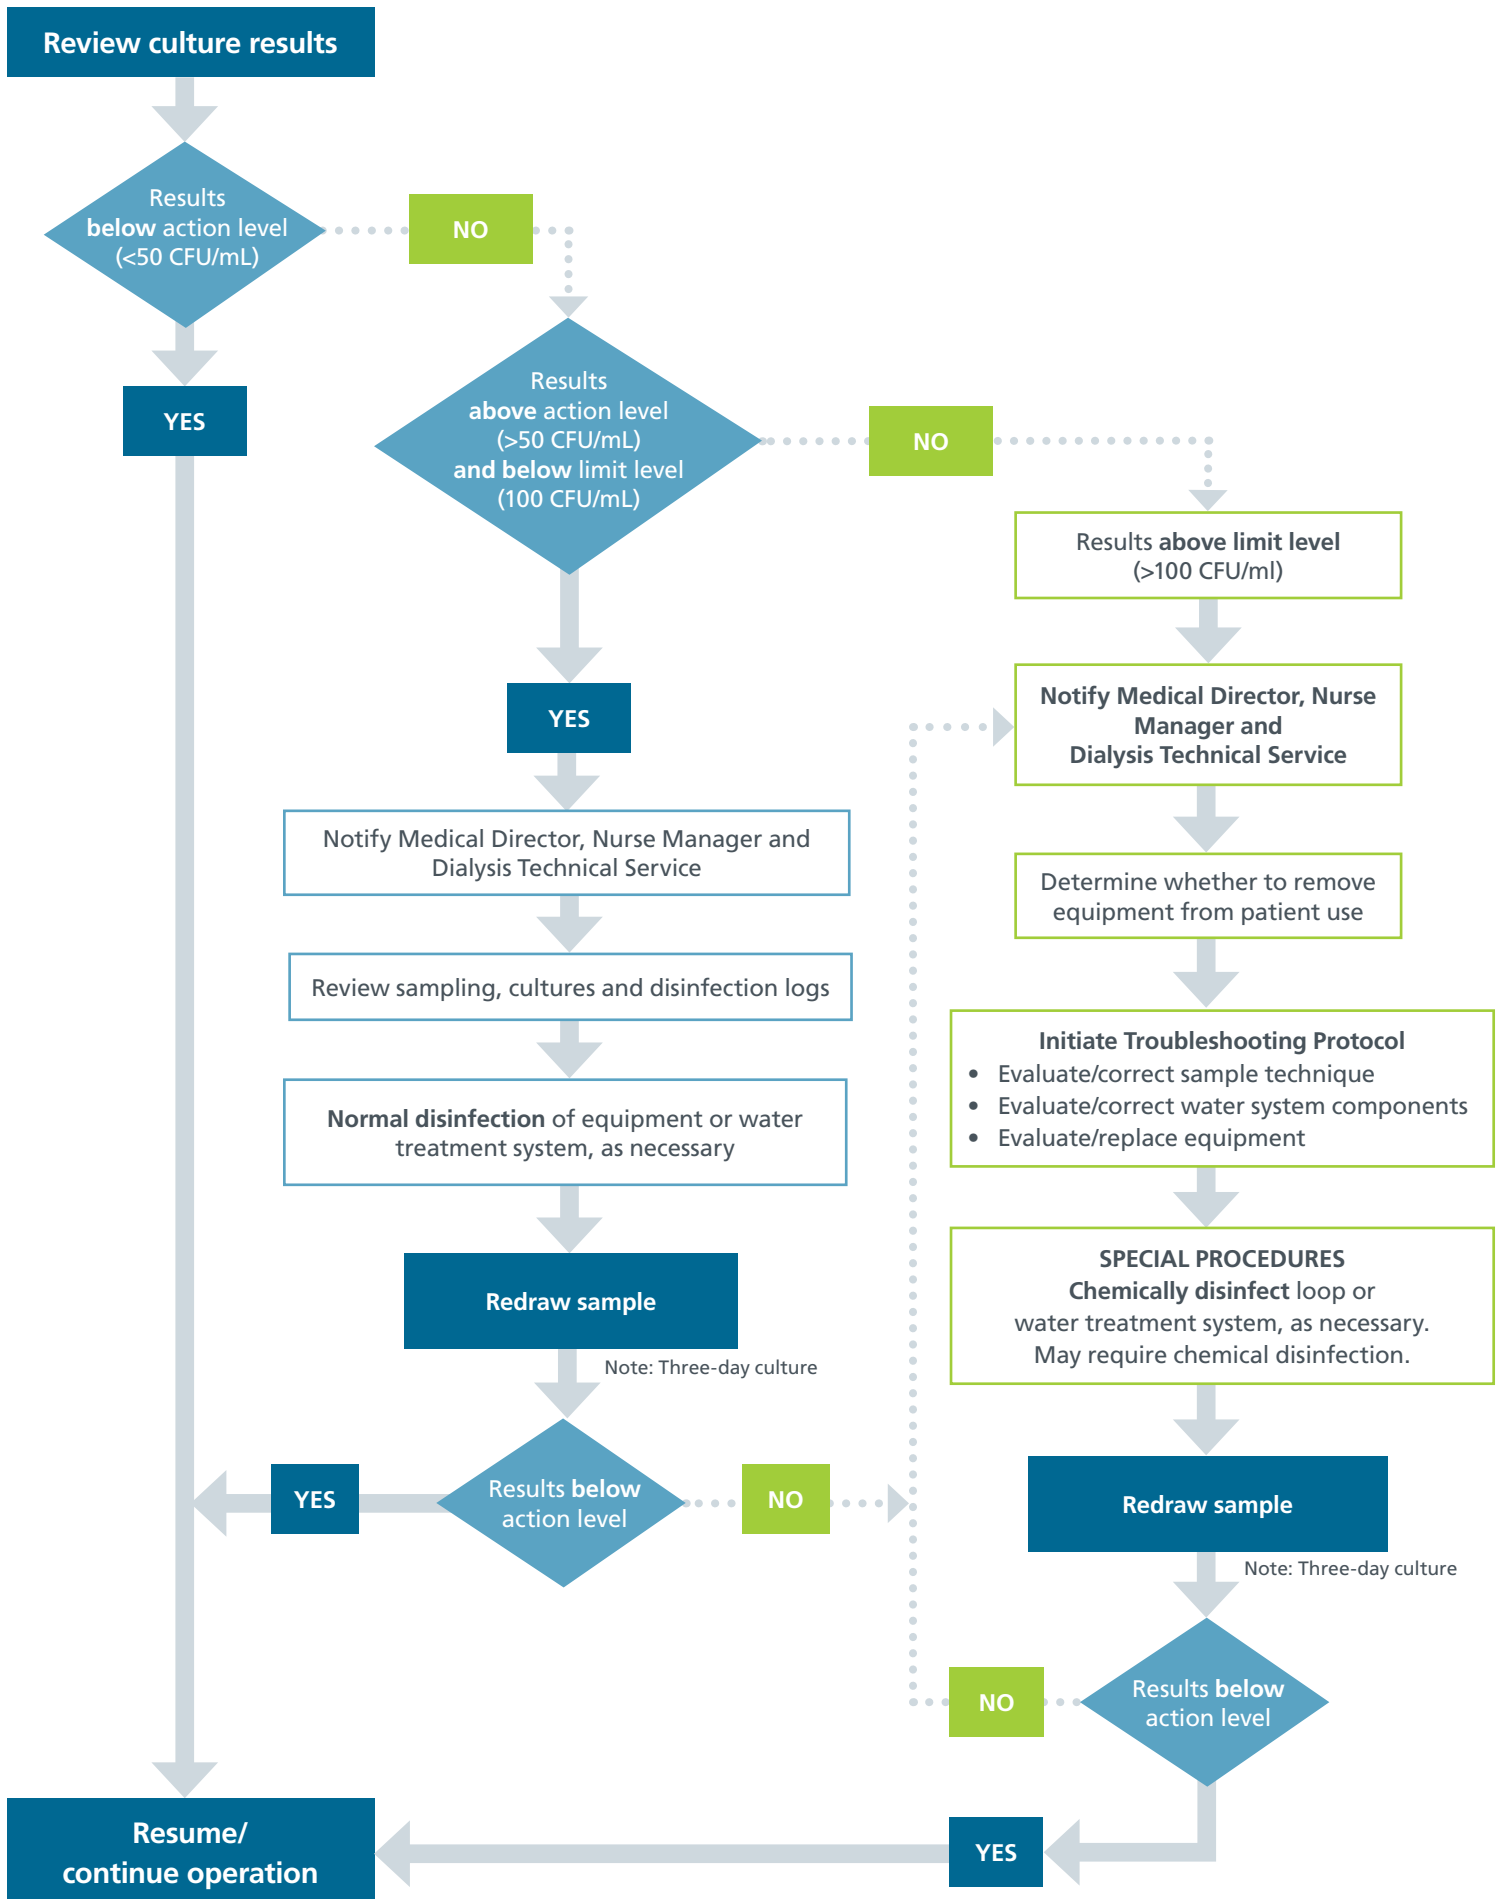 Review culture results
Results
below action level
(<50 CFU/mL)
NO
YES
Results
above action level
(>50 CFU/mL)
and below limit level
(100 CFU/mL)
NO
YES
Notify Medical Director, Nurse Manager and
Dialysis Technical Service
Review sampling, cultures and disinfection logs
Normal disinfection of equipment or water
treatment system, as necessary
Redraw sample
Note: Three-day culture
Results below
action level
YES
NO
Results above limit level
(>100 CFU/ml)
Notify Medical Director, Nurse
Manager and
Dialysis Technical Service
Determine whether to remove
equipment from patient use
Initiate Troubleshooting Protocol
• Evaluate/correct sample technique
• Evaluate/correct water system components
• Evaluate/replace equipment
SPECIAL PROCEDURES
Chemically disinfect loop or
water treatment system, as necessary.
May require chemical disinfection.
Redraw sample
Note: Three-day culture
Results below
action level
NO
YES
Resume/
continue operation